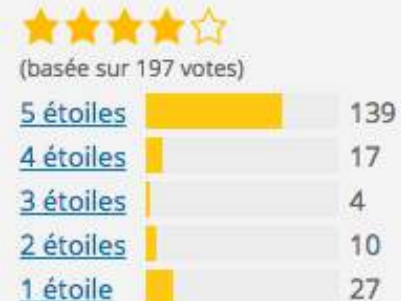 (basée sur 197 votes)
5 étoiles 139
4 étoiles 17
3 étoiles 4
2 étoiles 10
1 étoile 27